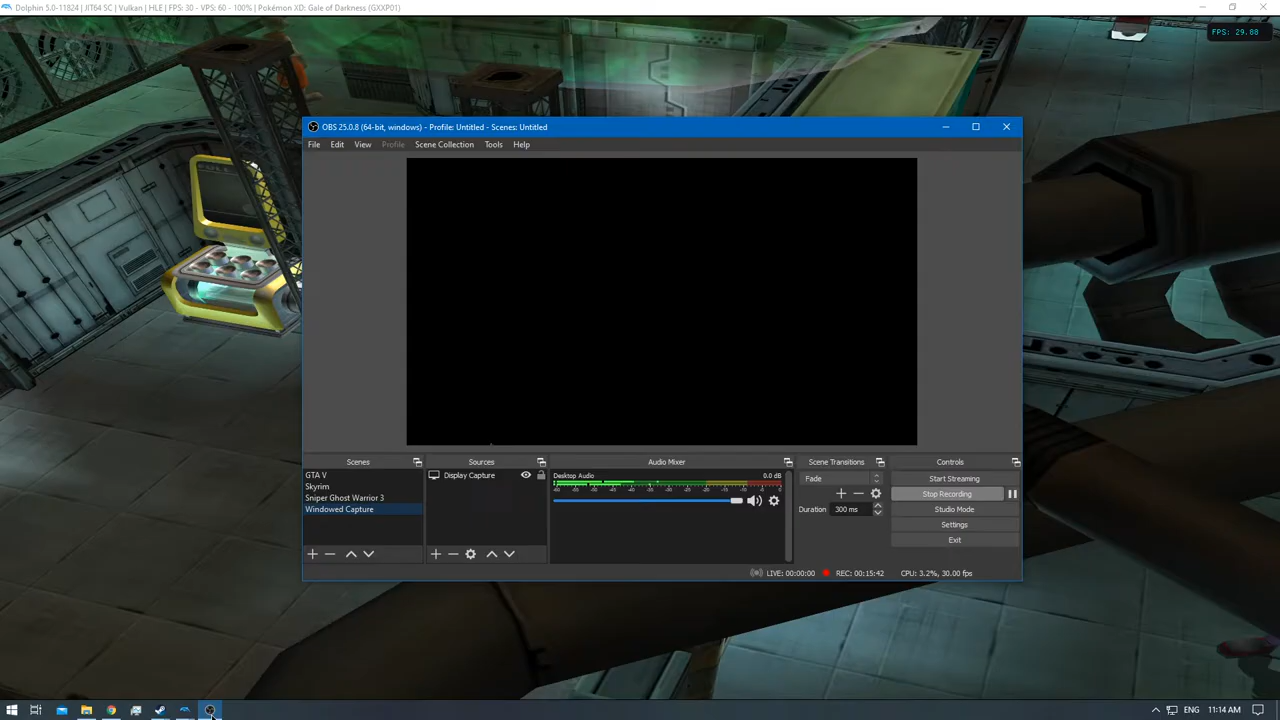 Dolphin 5.0-11824 | JIT64 SC | Vulkan | HLE | FPS: 30 - VPS: 60 - 100% | Pokémon XD: Gale of Darkness (GXXP01)
FPS: 29.88
OBS 25.0.8 (64-bit, windows) - Profile: Untitled - Scenes: Untitled
File Edit View Profile Scene Collection Tools Help
Scenes
GTA V
Skyrim
Sniper Ghost Warrior 3
Windowed Capture
Sources
Display Capture
Audio Mixer
Desktop Audio 0.0 dB
Scene Transitions
Fade
Duration 300 ms
Controls
Start Streaming
Stop Recording
Studio Mode
Settings
Exit
LIVE: 00:00:00 REC: 00:15:42 CPU: 3.2%, 30.00 fps
ENG 11:14 AM